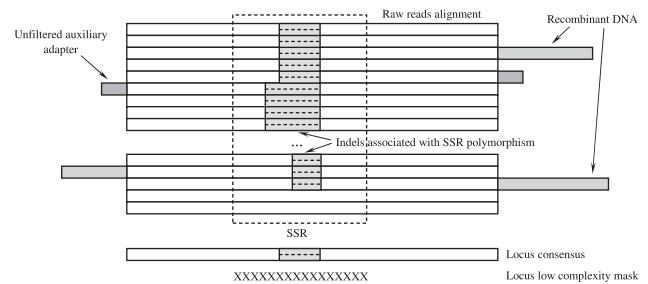 Raw reads alignment
Recombinant DNA
Unfiltered auxiliary
adapter
...
Indels associated with SSR polymorphism
SSR
Locus consensus
XXXXXXXXXXXXXXXX
Locus low complexity mask